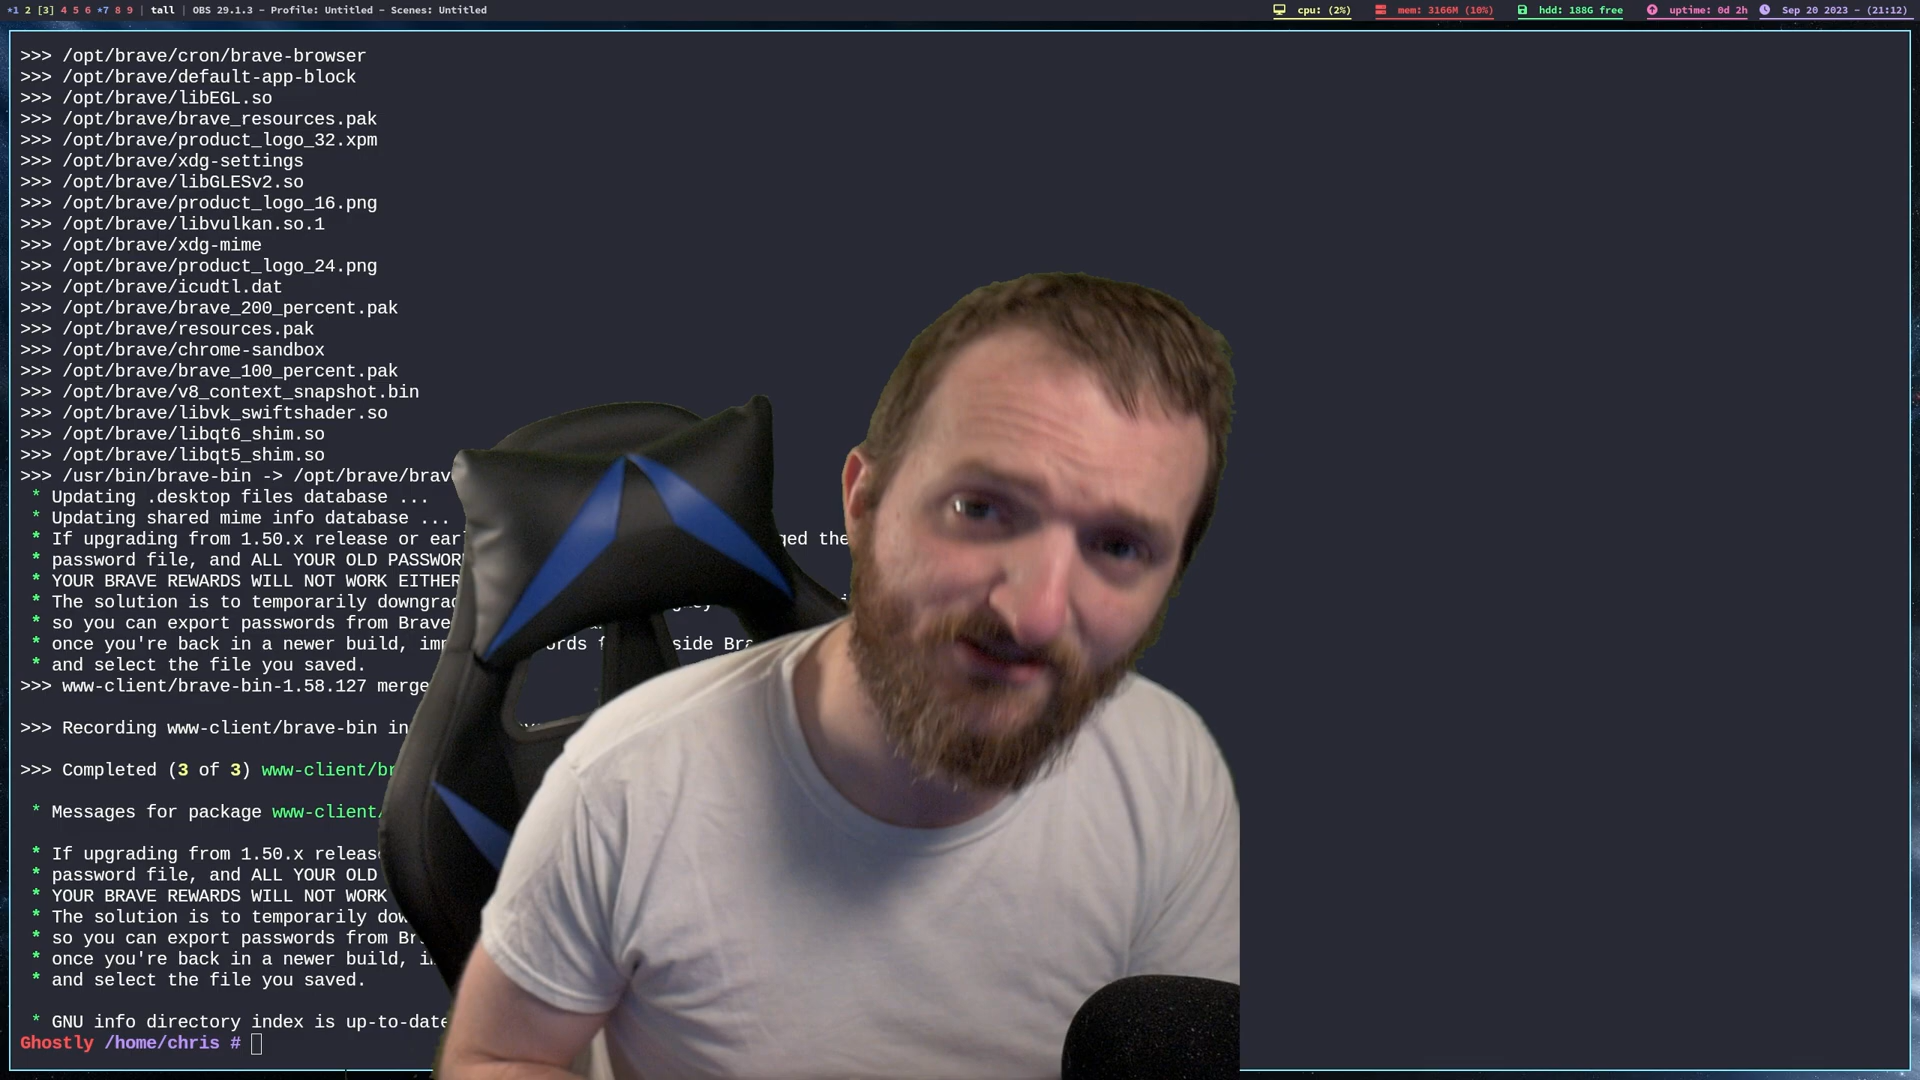 *1 2 [3] 4 5 6 *7 8 9 | tall | OBS 29.1.3 - Profile: Untitled - Scenes: Untitled
cpu: (2%) mem: 3166M (10%) hdd: 188G free uptime: 0d 2h Sep 20 2023 - (21:12)
>>> /opt/brave/cron/brave-browser
>>> /opt/brave/default-app-block
>>> /opt/brave/libEGL.so
>>> /opt/brave/brave_resources.pak
>>> /opt/brave/product_logo_32.xpm
>>> /opt/brave/xdg-settings
>>> /opt/brave/libGLESv2.so
>>> /opt/brave/product_logo_16.png
>>> /opt/brave/libvulkan.so.1
>>> /opt/brave/xdg-mime
>>> /opt/brave/product_logo_24.png
>>> /opt/brave/icudtl.dat
>>> /opt/brave/brave_200_percent.pak
>>> /opt/brave/resources.pak
>>> /opt/brave/chrome-sandbox
>>> /opt/brave/brave_100_percent.pak
>>> /opt/brave/v8_context_snapshot.bin
>>> /opt/brave/libvk_swiftshader.so
>>> /opt/brave/libqt6_shim.so
>>> /opt/brave/libqt5_shim.so
>>> /usr/bin/brave-bin -> /opt/brave/brav
* Updating .desktop files database ...
* Updating shared mime info database ...
* If upgrading from 1.50.x release or ear ged the
* password file, and ALL YOUR OLD PASSWOR
* YOUR BRAVE REWARDS WILL NOT WORK EITHER
* The solution is to temporarily downgrad
* so you can export passwords from Brave
* once you're back in a newer build, im ords side Bra
* and select the file you saved.
>>> www-client/brave-bin-1.58.127 merge
>>> Recording www-client/brave-bin in
>>> Completed (3 of 3) www-client/br
* Messages for package www-client/
* If upgrading from 1.50.x release
* password file, and ALL YOUR OLD
* YOUR BRAVE REWARDS WILL NOT WORK
* The solution is to temporarily dow
* so you can export passwords from Br
* once you're back in a newer build, i
* and select the file you saved.
* GNU info directory index is up-to-date
Ghostly /home/chris #